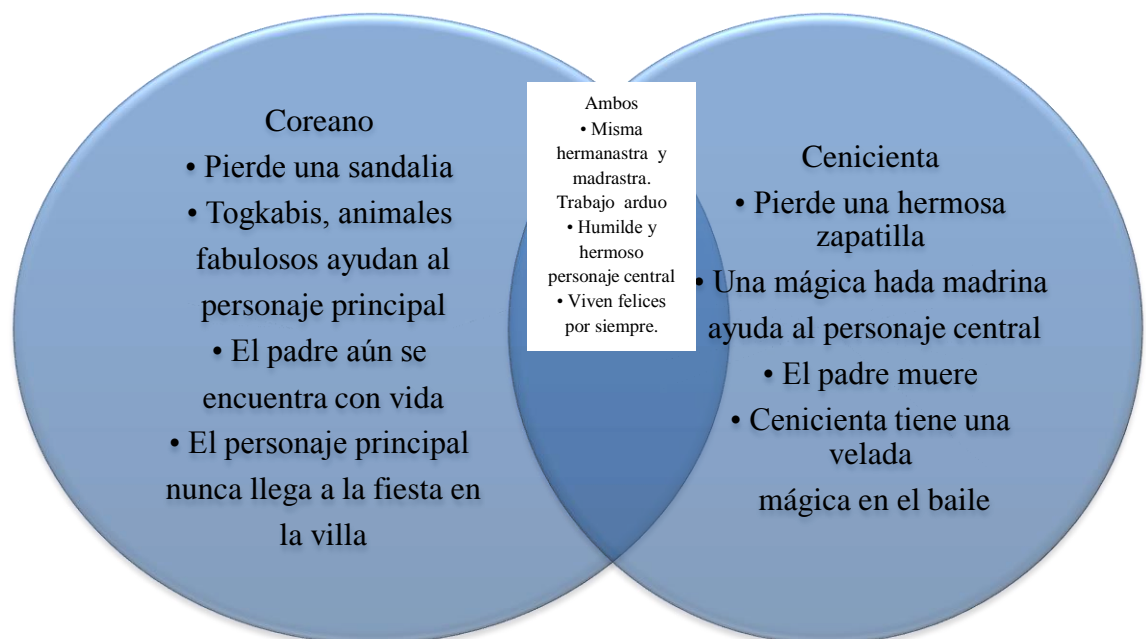 Coreano
• Pierde una sandalia
• Togkabis, animales
fabulosos ayudan al
personaje principal
• El padre aún se
encuentra con vida
• El personaje principal
nunca llega a la fiesta en
la villa
Ambos
• Misma
hermanastra y
madrastra.
Trabajo arduo
• Humilde y
hermoso
personaje central
• Viven felices
por siempre.
Cenicienta
• Pierde una hermosa
zapatilla
• Una mágica hada madrina
ayuda al personaje central
• El padre muere
• Cenicienta tiene una
velada
mágica en el baile